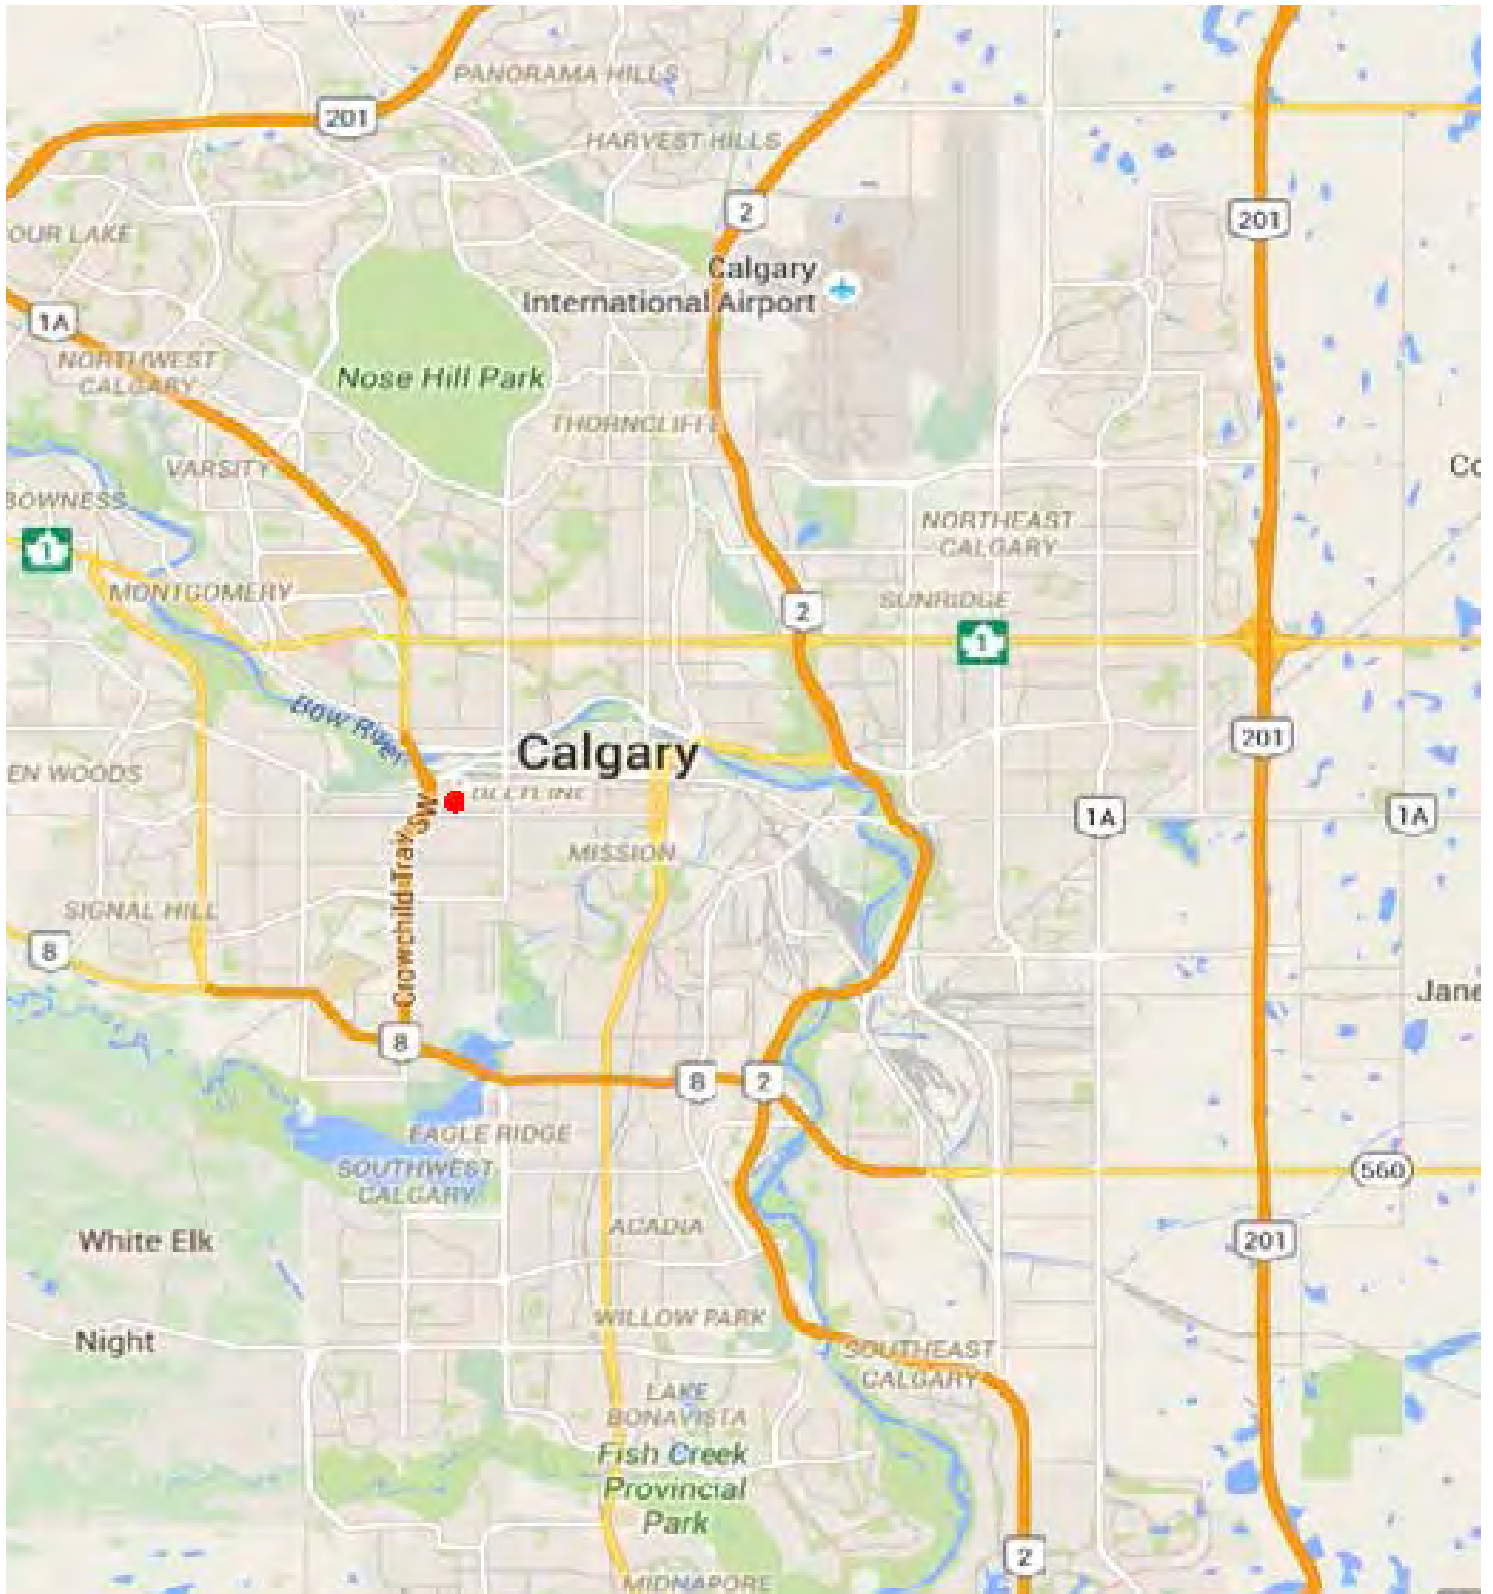 PANORAMA HILLS
201
HARVEST HILLS
2
201
OUR LAKE
Calgary
International Airport
1A
NORTHWEST
CALGARY
Nose Hill Park
THORNCLIFFE
VARSITY
Co
BOWNESS
NORTHEAST
CALGARY
1
MONTGOMERY
SUNRIDGE
2
1
Bow River
201
Calgary
EN WOODS
BELTLINE
1A
1A
MISSION
Crowchild Trail SW
SIGNAL HILL
8
Jane
8
8
2
EAGLE RIDGE
SOUTHWEST
CALGARY
560
ACADIA
White Elk
201
WILLOW PARK
Night
SOUTHEAST
CALGARY
LAKE
BONAVISTA
Fish Creek
Provincial
Park
2
MIDNAPORE